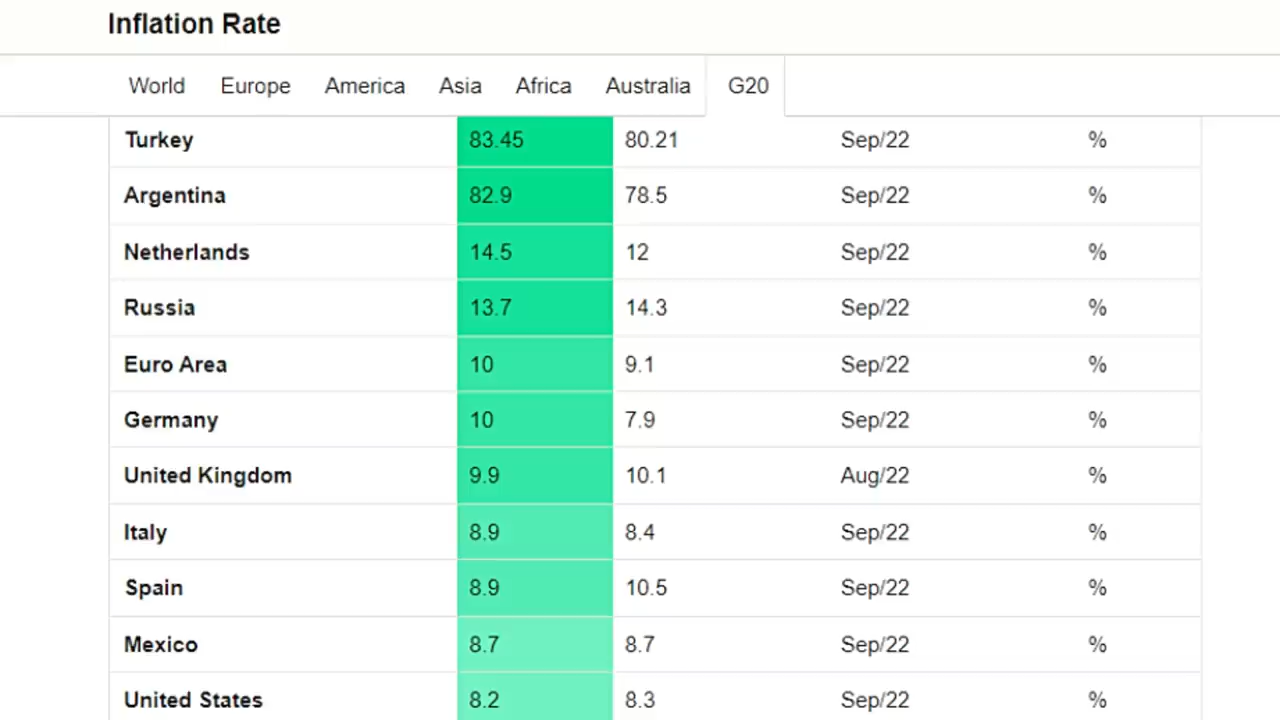 Inflation Rate
World Europe America Asia Africa Australia G20
Turkey 83.45 80.21 Sep/22 %
Argentina 82.9 78.5 Sep/22 %
Netherlands 14.5 12 Sep/22 %
Russia 13.7 14.3 Sep/22 %
Euro Area 10 9.1 Sep/22 %
Germany 10 7.9 Sep/22 %
United Kingdom 9.9 10.1 Aug/22 %
Italy 8.9 8.4 Sep/22 %
Spain 8.9 10.5 Sep/22 %
Mexico 8.7 8.7 Sep/22 %
United States 8.2 8.3 Sep/22 %